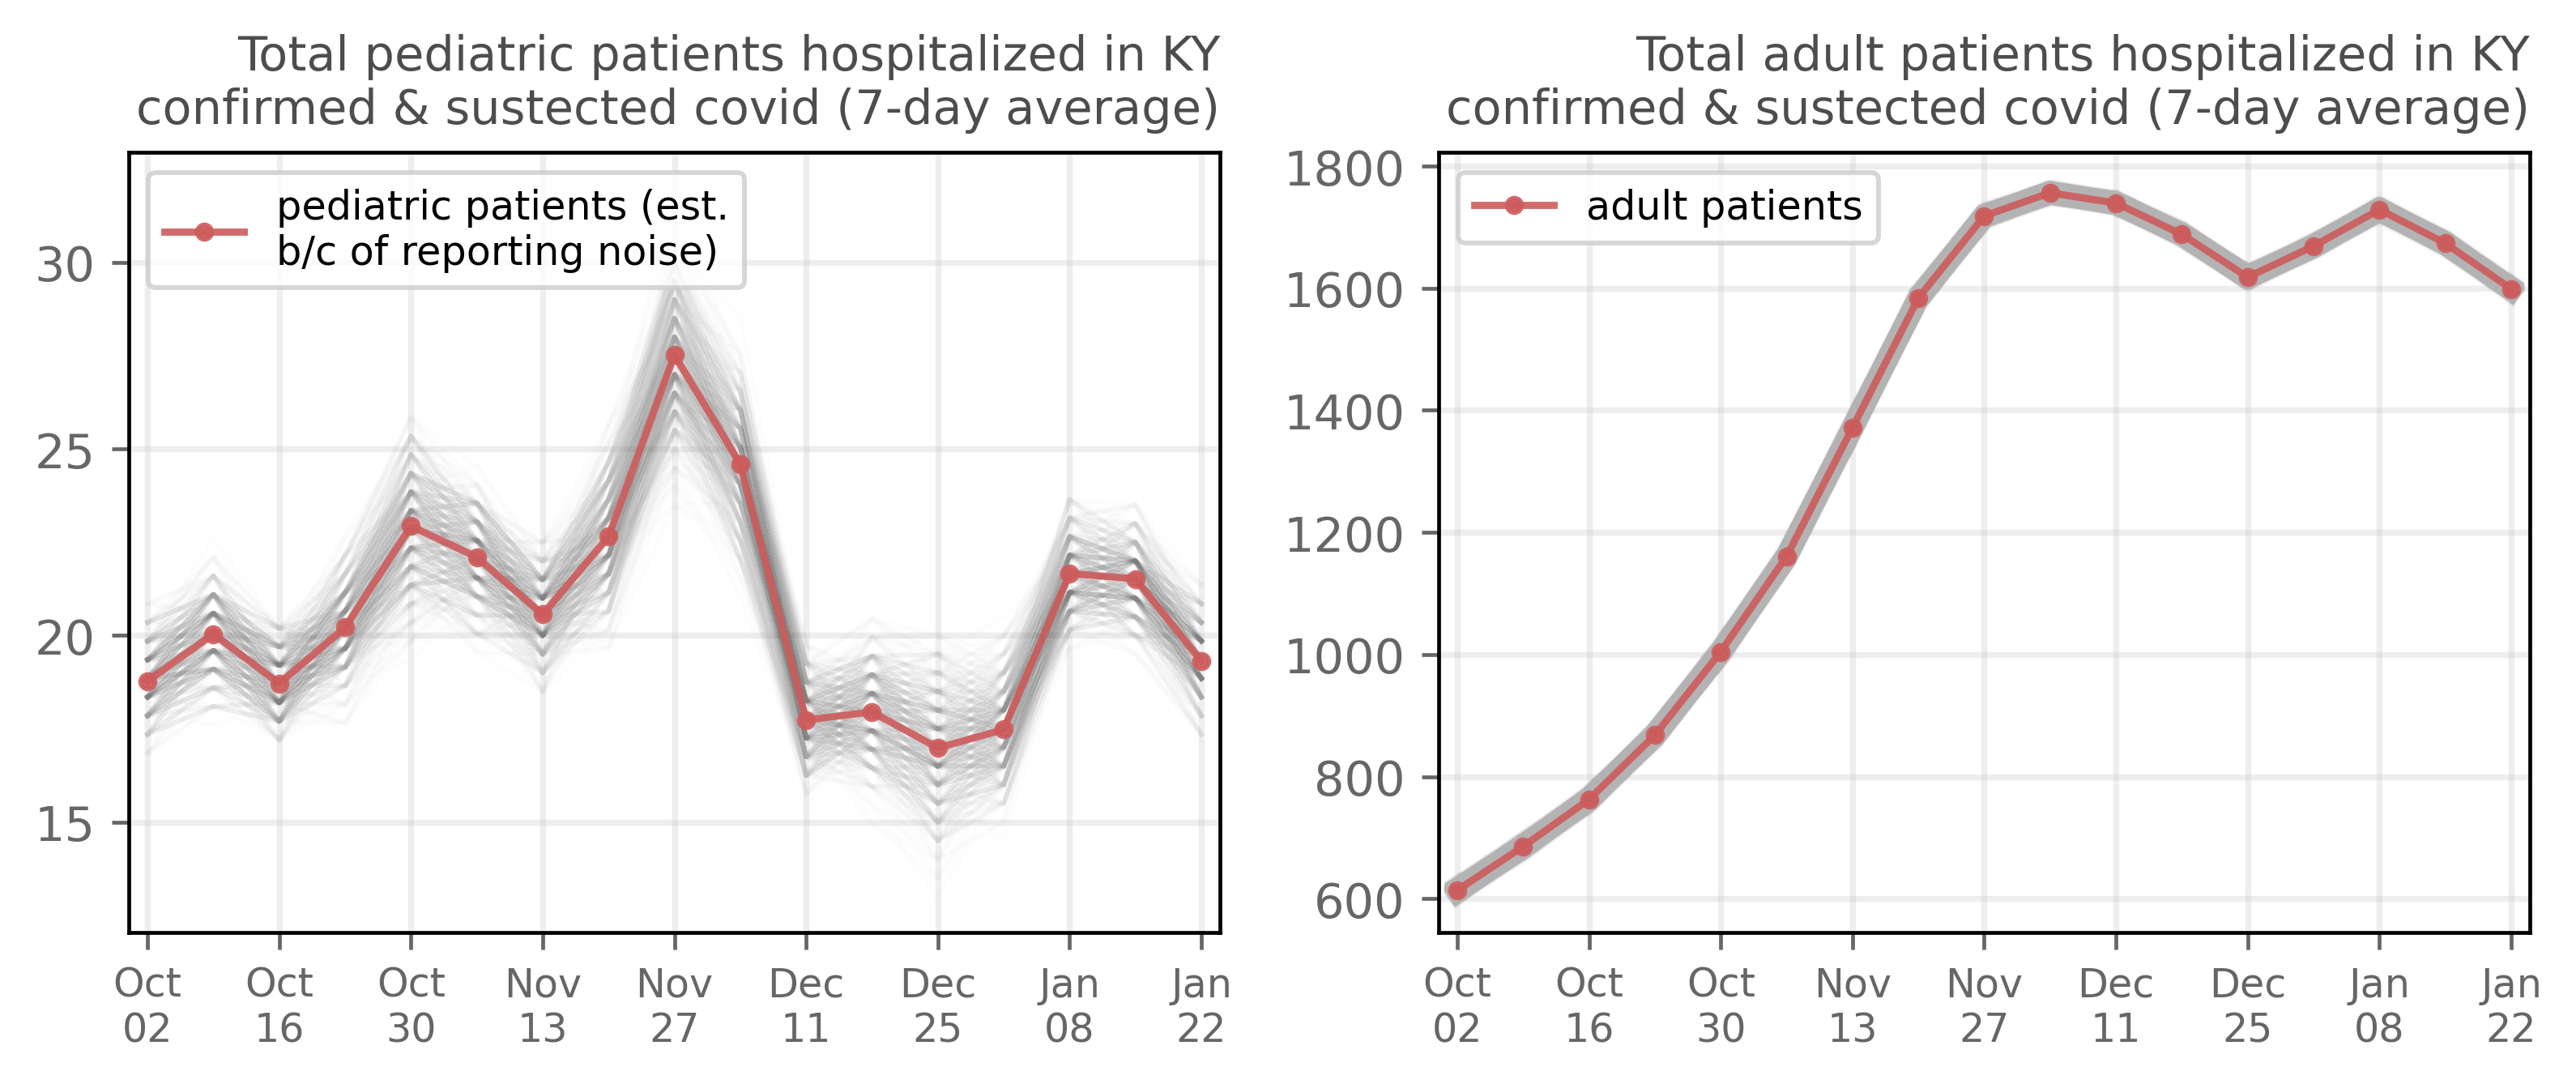 Total pediatric patients hospitalized in KY
confirmed & sustected covid (7-day average)
pediatric patients (est.
b/c of reporting noise)
30
25
20
15
Oct
02
Oct
16
Oct
30
Nov
13
Nov
27
Dec
11
Dec
25
Jan
08
Jan
22
Total adult patients hospitalized in KY
confirmed & sustected covid (7-day average)
adult patients
1800
1600
1400
1200
1000
800
600
Oct
02
Oct
16
Oct
30
Nov
13
Nov
27
Dec
11
Dec
25
Jan
08
Jan
22